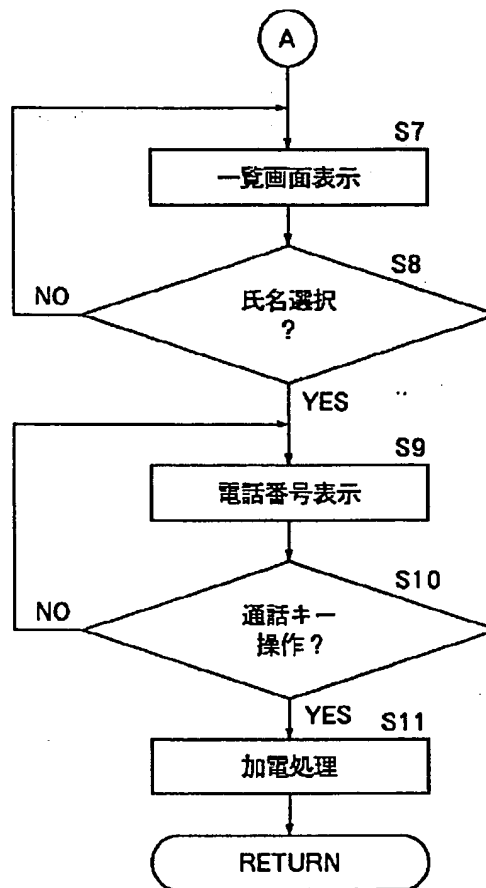 A
S7
一覧画面表示
S8
氏名選択
?
NO
YES
S9
電話番号表示
S10
通話キー
操作?
NO
YES
S11
加電処理
RETURN